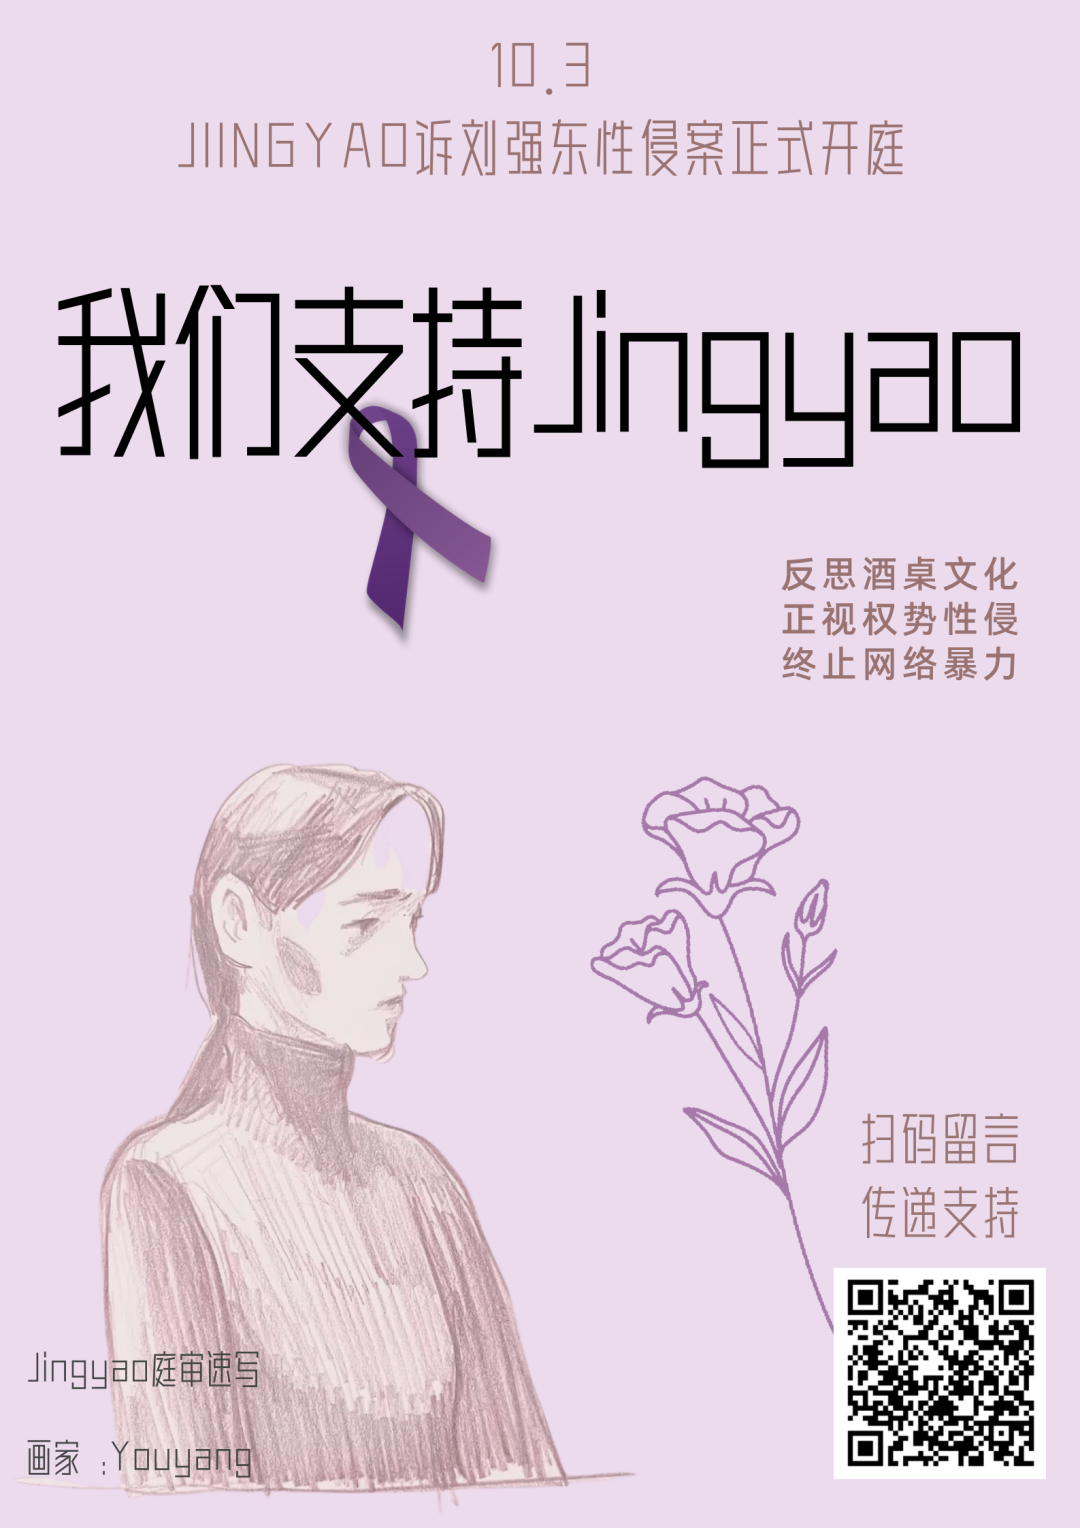 10.3
JIINGYAO诉刘强东性侵案正式开庭
我们支持Jingyao
反思酒桌文化
正视权势性侵
终止网络暴力
扫码留言
传递支持
Jingyao庭审速写
画家 :Youyang